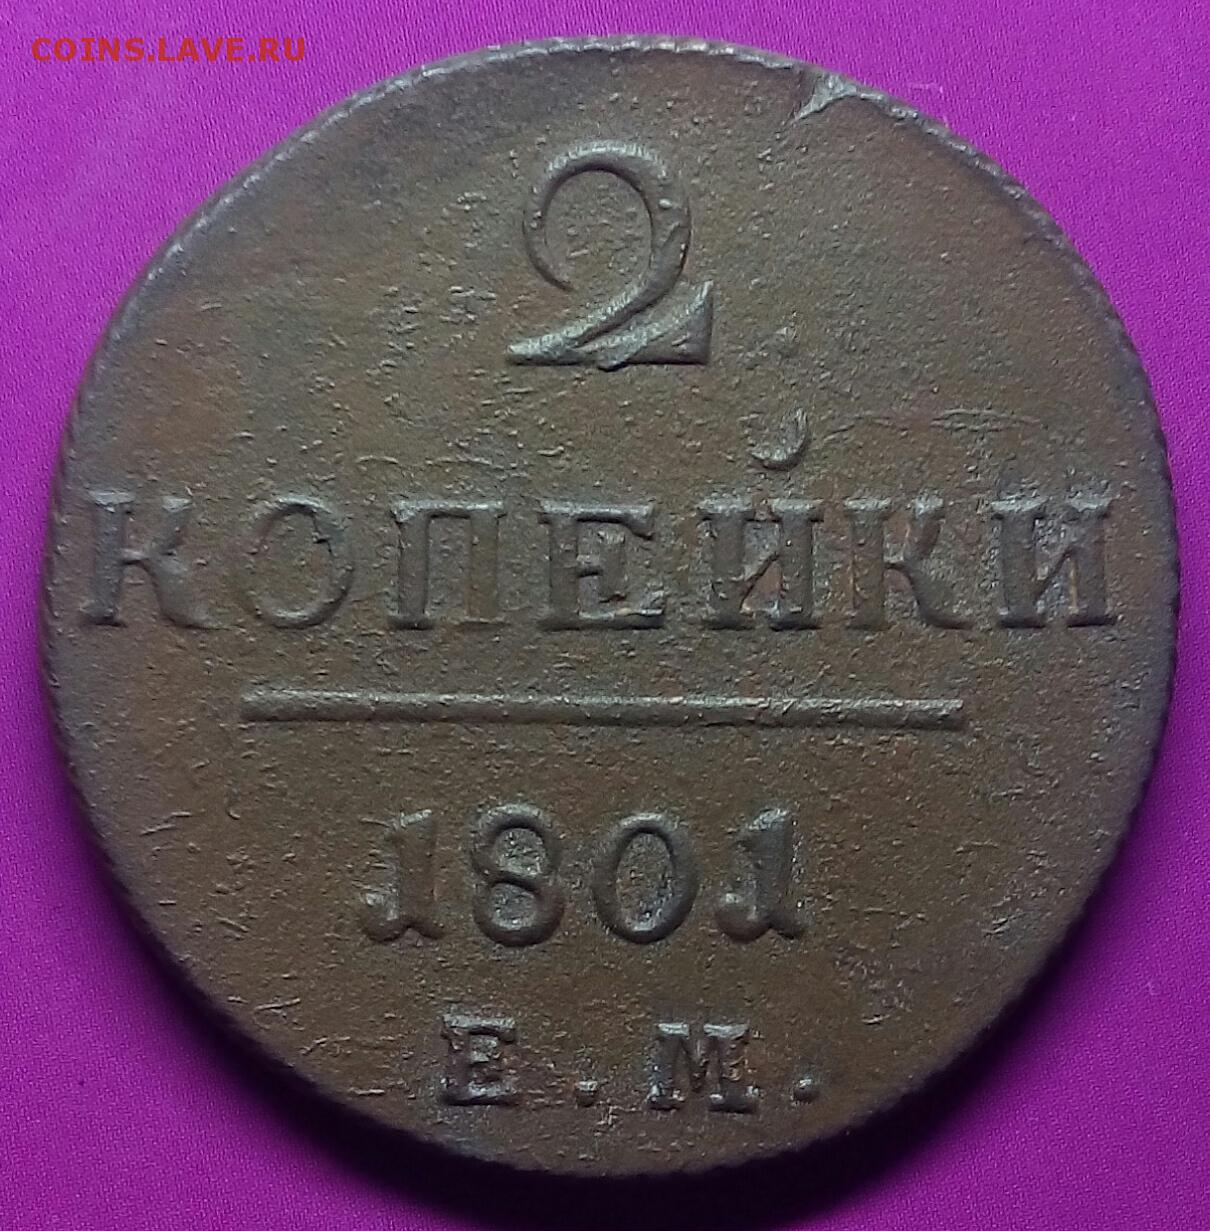 COINS.LAVE.RU
2
КОПЕЙКИ
1801
Е.М.